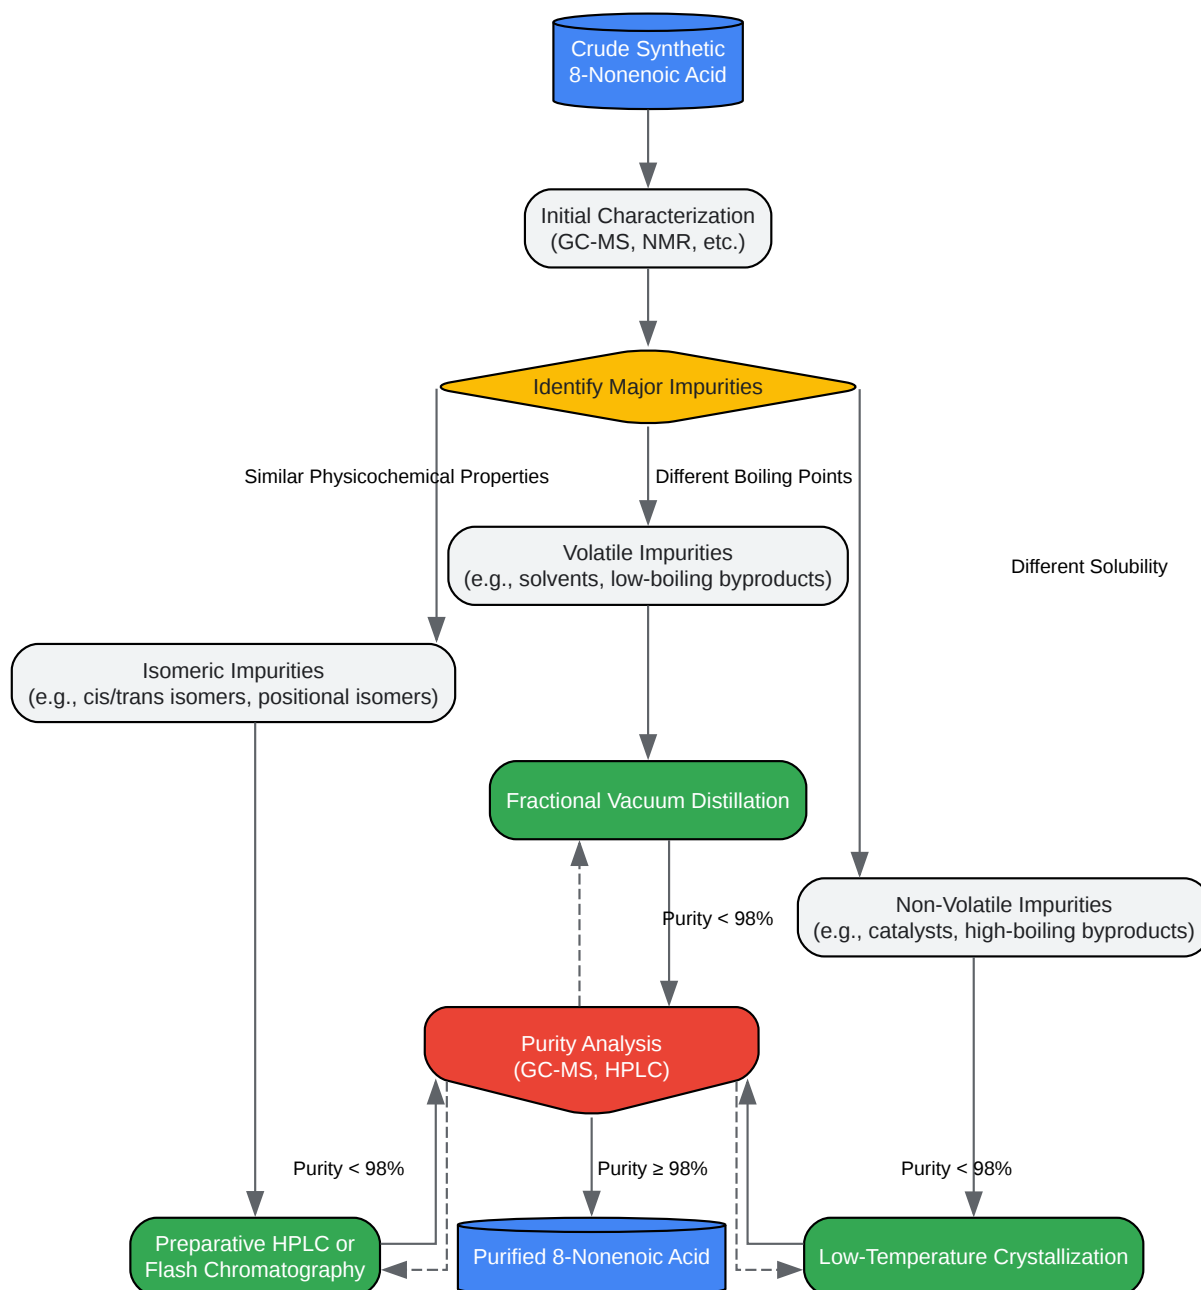 Crude Synthetic
8-Nonenoic Acid
Initial Characterization
(GC-MS, NMR, etc.)
Identify Major Impurities
Similar Physicochemical Properties
Different Boiling Points
Volatile Impurities
(e.g., solvents, low-boiling byproducts)
Different Solubility
Isomeric Impurities
(e.g., cis/trans isomers, positional isomers)
Fractional Vacuum Distillation
Purity < 98%
Non-Volatile Impurities
(e.g., catalysts, high-boiling byproducts)
Purity Analysis
(GC-MS, HPLC)
Purity < 98%
Purity ≥ 98%
Purity < 98%
Preparative HPLC or
Flash Chromatography
Purified 8-Nonenoic Acid
Low-Temperature Crystallization